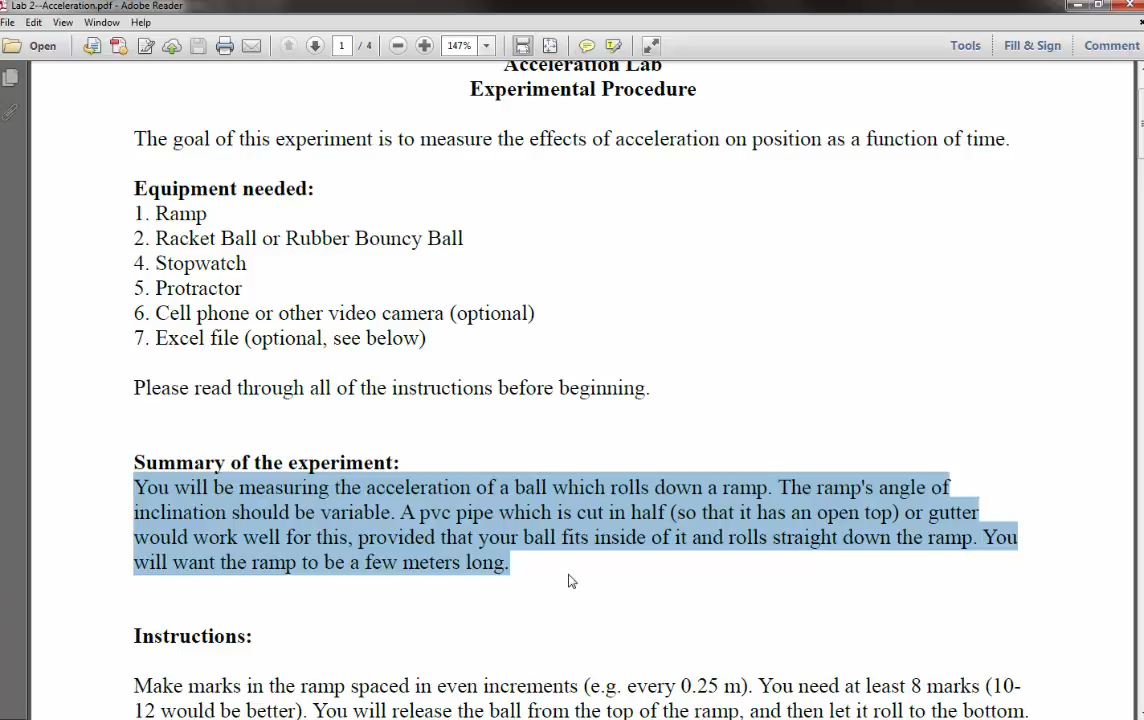 Lab 2--Acceleration.pdf - Adobe Reader
File Edit View Window Help
Open 1 / 4 147% Tools Fill & Sign Comment
Acceleration Lab
Experimental Procedure
The goal of this experiment is to measure the effects of acceleration on position as a function of time.
Equipment needed:
1. Ramp
2. Racket Ball or Rubber Bouncy Ball
4. Stopwatch
5. Protractor
6. Cell phone or other video camera (optional)
7. Excel file (optional, see below)
Please read through all of the instructions before beginning.
Summary of the experiment:
You will be measuring the acceleration of a ball which rolls down a ramp. The ramp's angle of
inclination should be variable. A pvc pipe which is cut in half (so that it has an open top) or gutter
would work well for this, provided that your ball fits inside of it and rolls straight down the ramp. You
will want the ramp to be a few meters long.
Instructions:
Make marks in the ramp spaced in even increments (e.g. every 0.25 m). You need at least 8 marks (10-
12 would be better). You will release the ball from the top of the ramp, and then let it roll to the bottom.